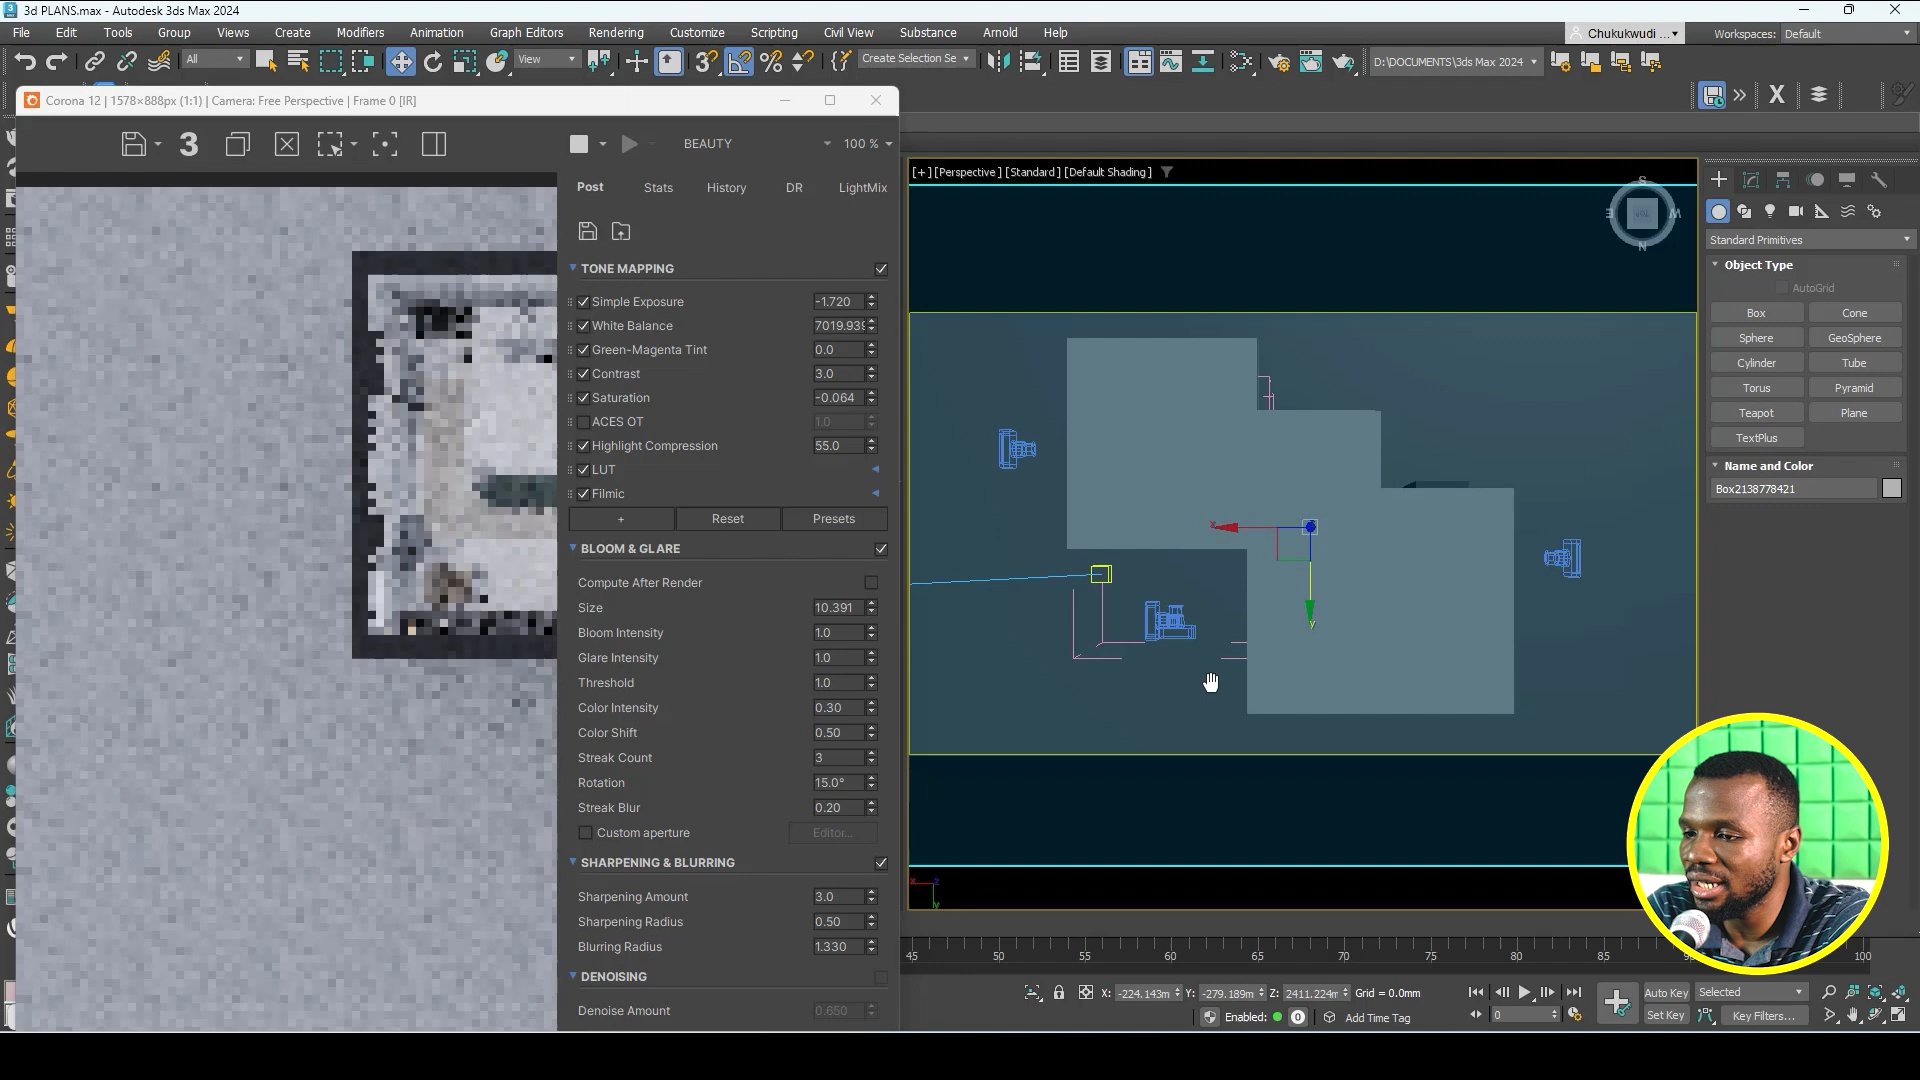 3d PLANS.max - Autodesk 3ds Max 2024
File Edit Tools Group Views Create Modifiers Animation Graph Editors Rendering Customize Scripting Civil View Substance Arnold Help
Chukukwudi ...
Workspaces: Default
All
View
Create Selection Se
D:\DOCUMENTS\3ds Max 2024
Corona 12 | 1578×888px (1:1) | Camera: Free Perspective | Frame 0 [IR]
3
BEAUTY
100 %
Post Stats History DR LightMix
TONE MAPPING
Simple Exposure -1.720
White Balance 7019.939
Green-Magenta Tint 0.0
Contrast 3.0
Saturation -0.064
ACES OT 1.0
Highlight Compression 55.0
LUT
Filmic
+ Reset Presets
BLOOM & GLARE
Compute After Render
Size 10.391
Bloom Intensity 1.0
Glare Intensity 1.0
Threshold 1.0
Color Intensity 0.30
Color Shift 0.50
Streak Count 3
Rotation 15.0°
Streak Blur 0.20
Custom aperture Editor...
SHARPENING & BLURRING
Sharpening Amount 3.0
Sharpening Radius 0.50
Blurring Radius 1.330
DENOISING
Denoise Amount 0.650
[+] [Perspective ] [Standard ] [Default Shading ]
S
E W
N
x
y
x z
y
Standard Primitives
Object Type
AutoGrid
Box Cone
Sphere GeoSphere
Cylinder Tube
Torus Pyramid
Teapot Plane
TextPlus
Name and Color
Box2138778421
45 50 55 60 65 70 75 80 85 100
X: -224.143m Y: -279.189m Z: 2411.224m Grid = 0.0mm
Enabled: 0 Add Time Tag
0
Auto Key Selected
Set Key Key Filters...